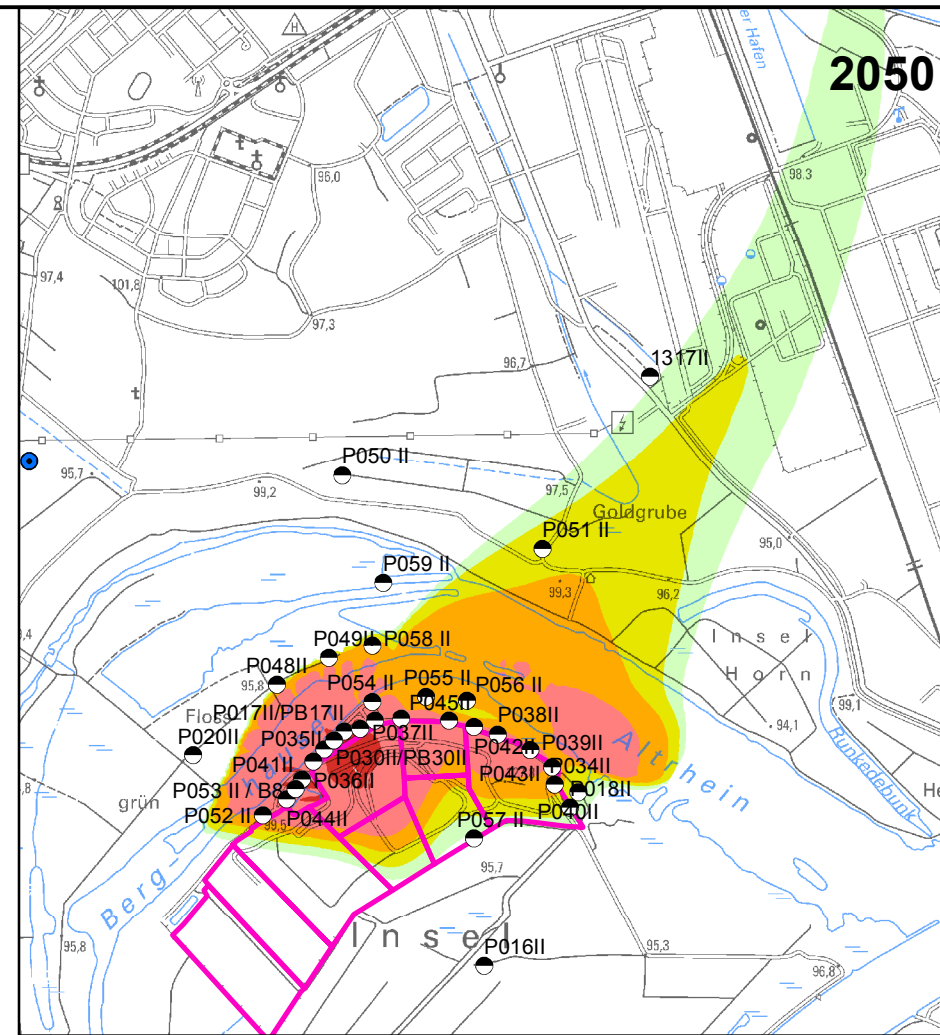 2050
er Hafen
H
96,0
98.3
97,4
101,8
97,3
96,7
1317II
95,7
P050 II
99,2
97,5
Goldgrube
P051 II
95,0
P059 II
99,3
96,2
P049II
P058 II
Insel
Horn
P048II
95,8
P054 II
P055 II
P056 II
99,1
94,1
Floss
P017II/PB17II
P045II
P038II
P020II
P035II
P037II
P042II
P039II
Altrhein
Runkedebunk
P041II
P030II/PB30II
P034II
P043II
P036II
P018II
grün
P053 II / B8
He
P052 II
P044II
P040II
99,5
P057 II
95,7
Berg-
Insel
95,8
P016II
95,3
96,8